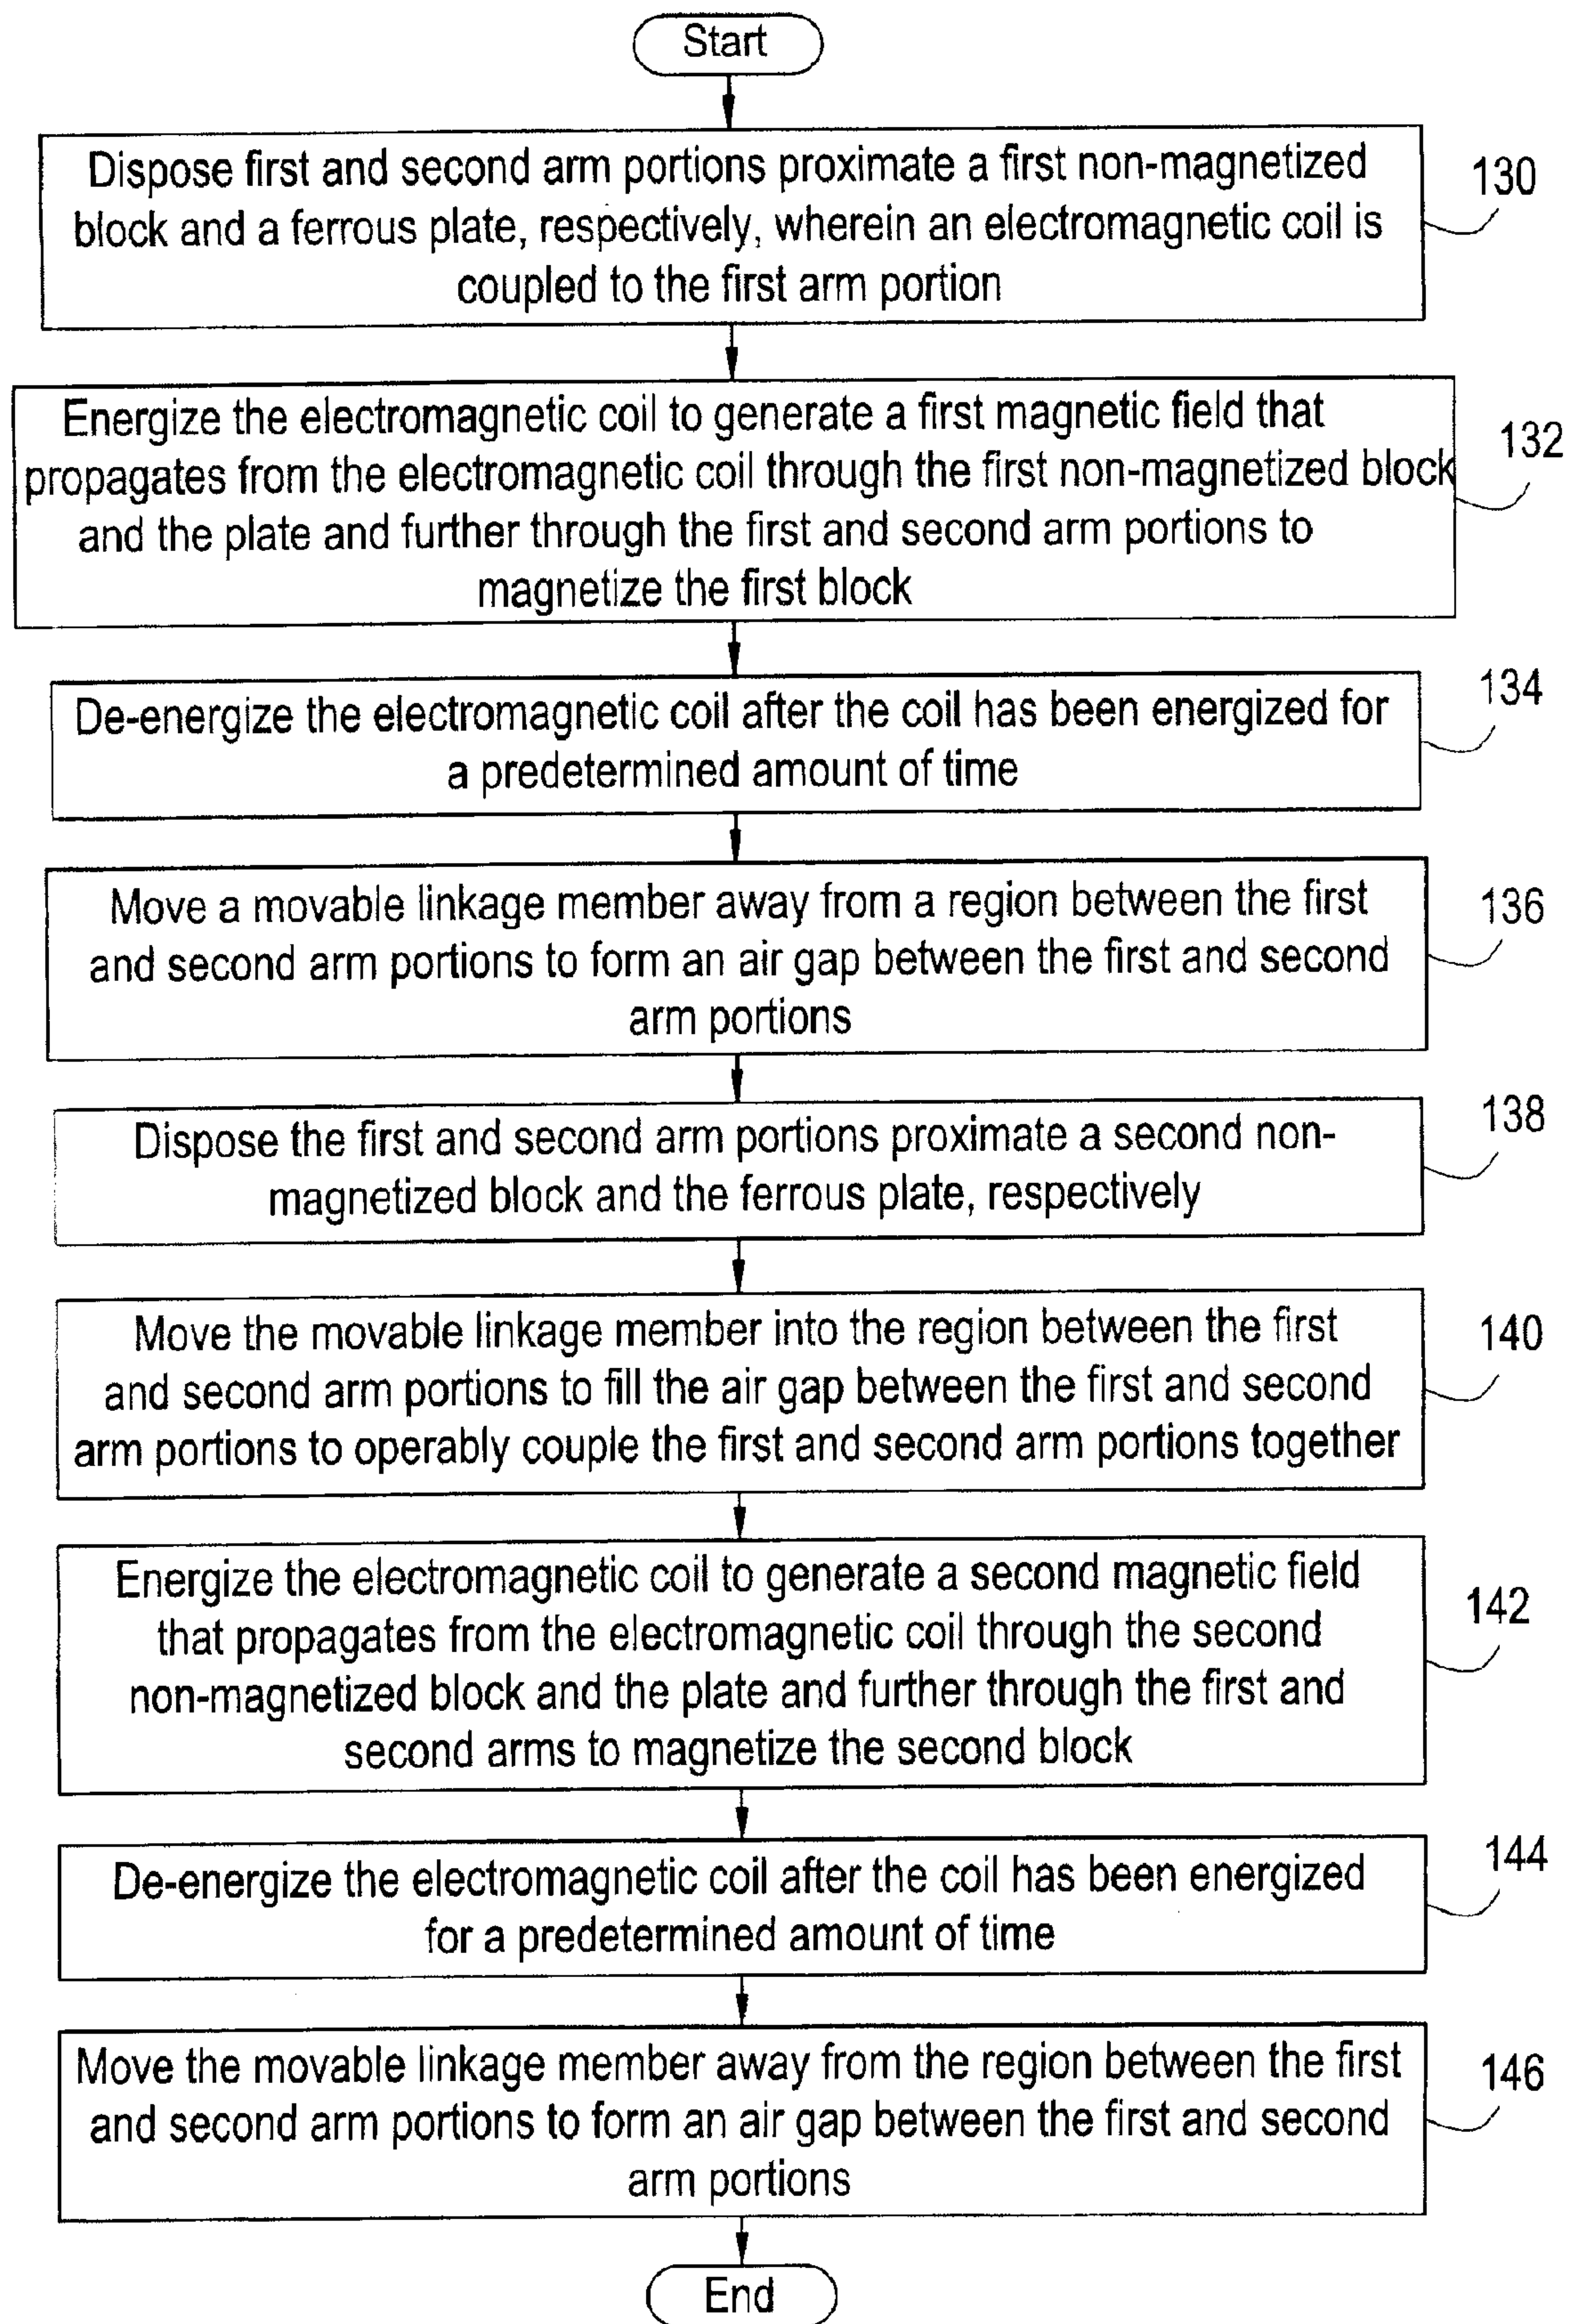 Start
Dispose first and second arm portions proximate a first non-magnetized
block and a ferrous plate, respectively, wherein an electromagnetic coil is
coupled to the first arm portion
130
Energize the electromagnetic coil to generate a first magnetic field that
propagates from the electromagnetic coil through the first non-magnetized block
and the plate and further through the first and second arm portions to
magnetize the first block
132
De-energize the electromagnetic coil after the coil has been energized for
a predetermined amount of time
134
Move a movable linkage member away from a region between the first
and second arm portions to form an air gap between the first and second
arm portions
136
Dispose the first and second arm portions proximate a second non-
magnetized block and the ferrous plate, respectively
138
Move the movable linkage member into the region between the first
and second arm portions to fill the air gap between the first and second
arm portions to operably couple the first and second arm portions together
140
Energize the electromagnetic coil to generate a second magnetic field
that propagates from the electromagnetic coil through the second
non-magnetized block and the plate and further through the first and
second arms to magnetize the second block
142
De-energize the electromagnetic coil after the coil has been energized
for a predetermined amount of time
144
Move the movable linkage member away from the region between the first
and second arm portions to form an air gap between the first and second
arm portions
146
End